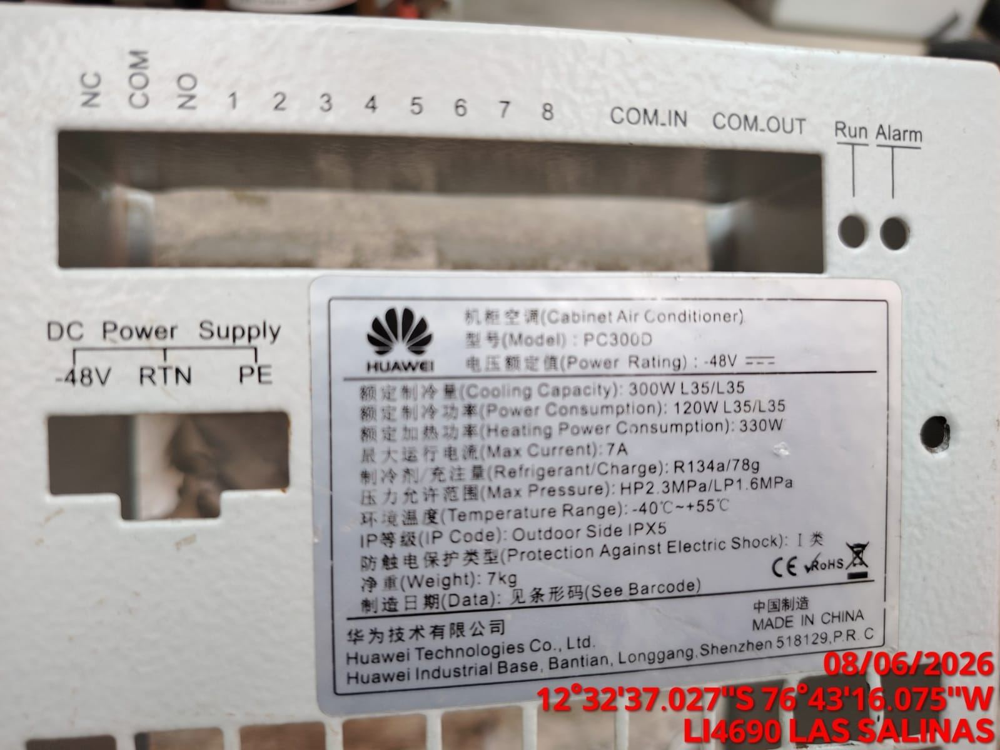 NC COM NO 1 2 3 4 5 6 7 8 COM_IN COM_OUT Run Alarm
DC Power Supply
-48V RTN PE
HUAWEI
机柜空调(Cabinet Air Conditioner)
型号(Model) : PC300D
电压额定值(Power Rating) : -48V ⎓
额定制冷量(Cooling Capacity): 300W L35/L35
额定制冷功率(Power Consumption): 120W L35/L35
额定加热功率(Heating Power Consumption): 330W
最大运行电流(Max Current): 7A
制冷剂/充注量(Refrigerant/Charge): R134a/78g
压力允许范围(Max Pressure): HP2.3MPa/LP1.6MPa
环境温度(Temperature Range): -40℃~+55℃
IP等级(IP Code): Outdoor Side IPX5
防触电保护类型(Protection Against Electric Shock): I 类
净重(Weight): 7kg
CE RoHS
制造日期(Data): 见条形码(See Barcode)
中国制造
MADE IN CHINA
华为技术有限公司
Huawei Technologies Co., Ltd.
Huawei Industrial Base, Bantian, Longgang,Shenzhen 518129,P.R. C
08/06/2026
12°32'37.027"S 76°43'16.075"W
LI4690 LAS SALINAS